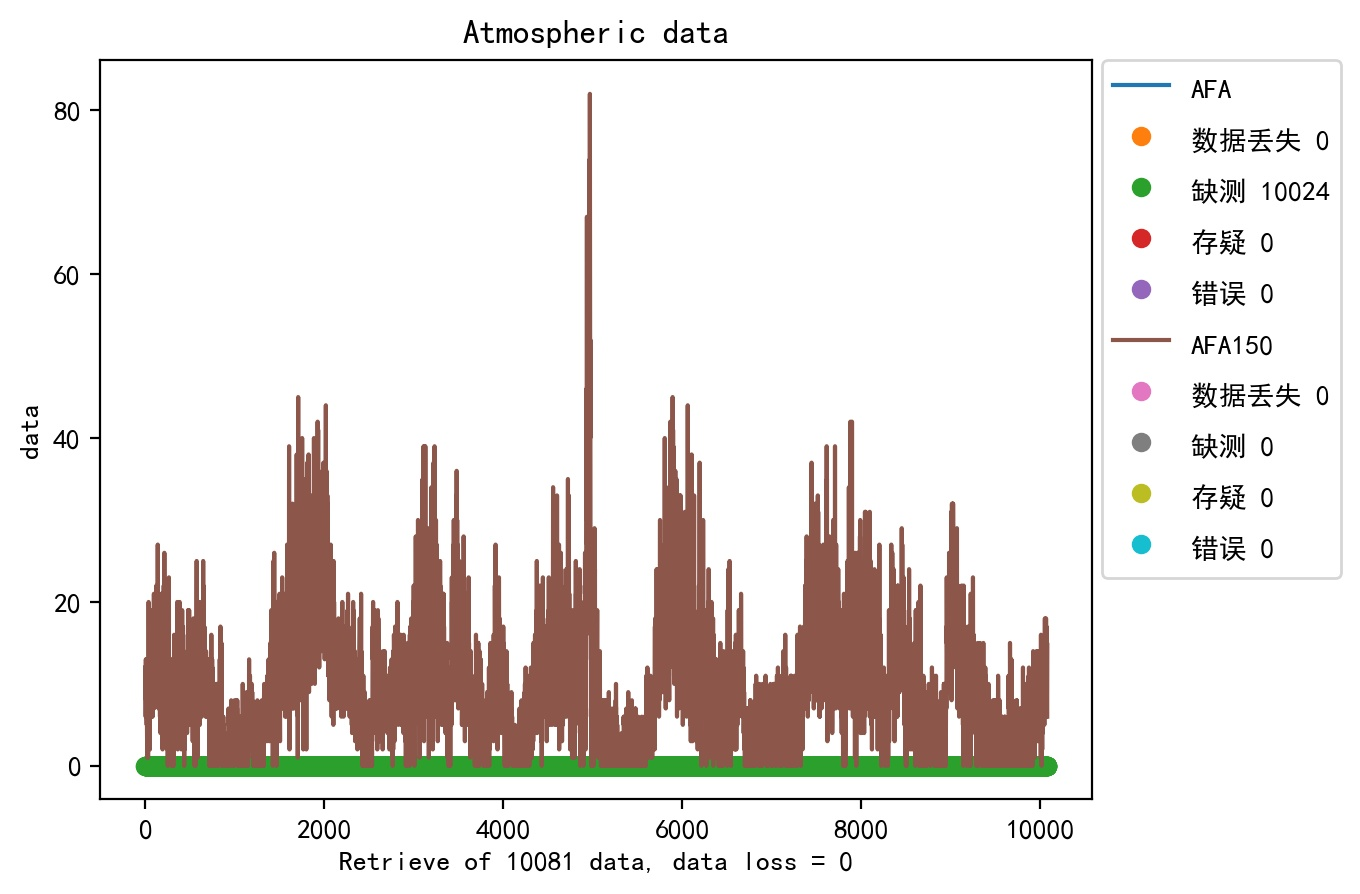 Atmospheric data
80
60
40
20
0
data
0 2000 4000 6000 8000 10000
Retrieve of 10081 data, data loss = 0
AFA
数据丢失 0
缺测 10024
存疑 0
错误 0
AFA150
数据丢失 0
缺测 0
存疑 0
错误 0